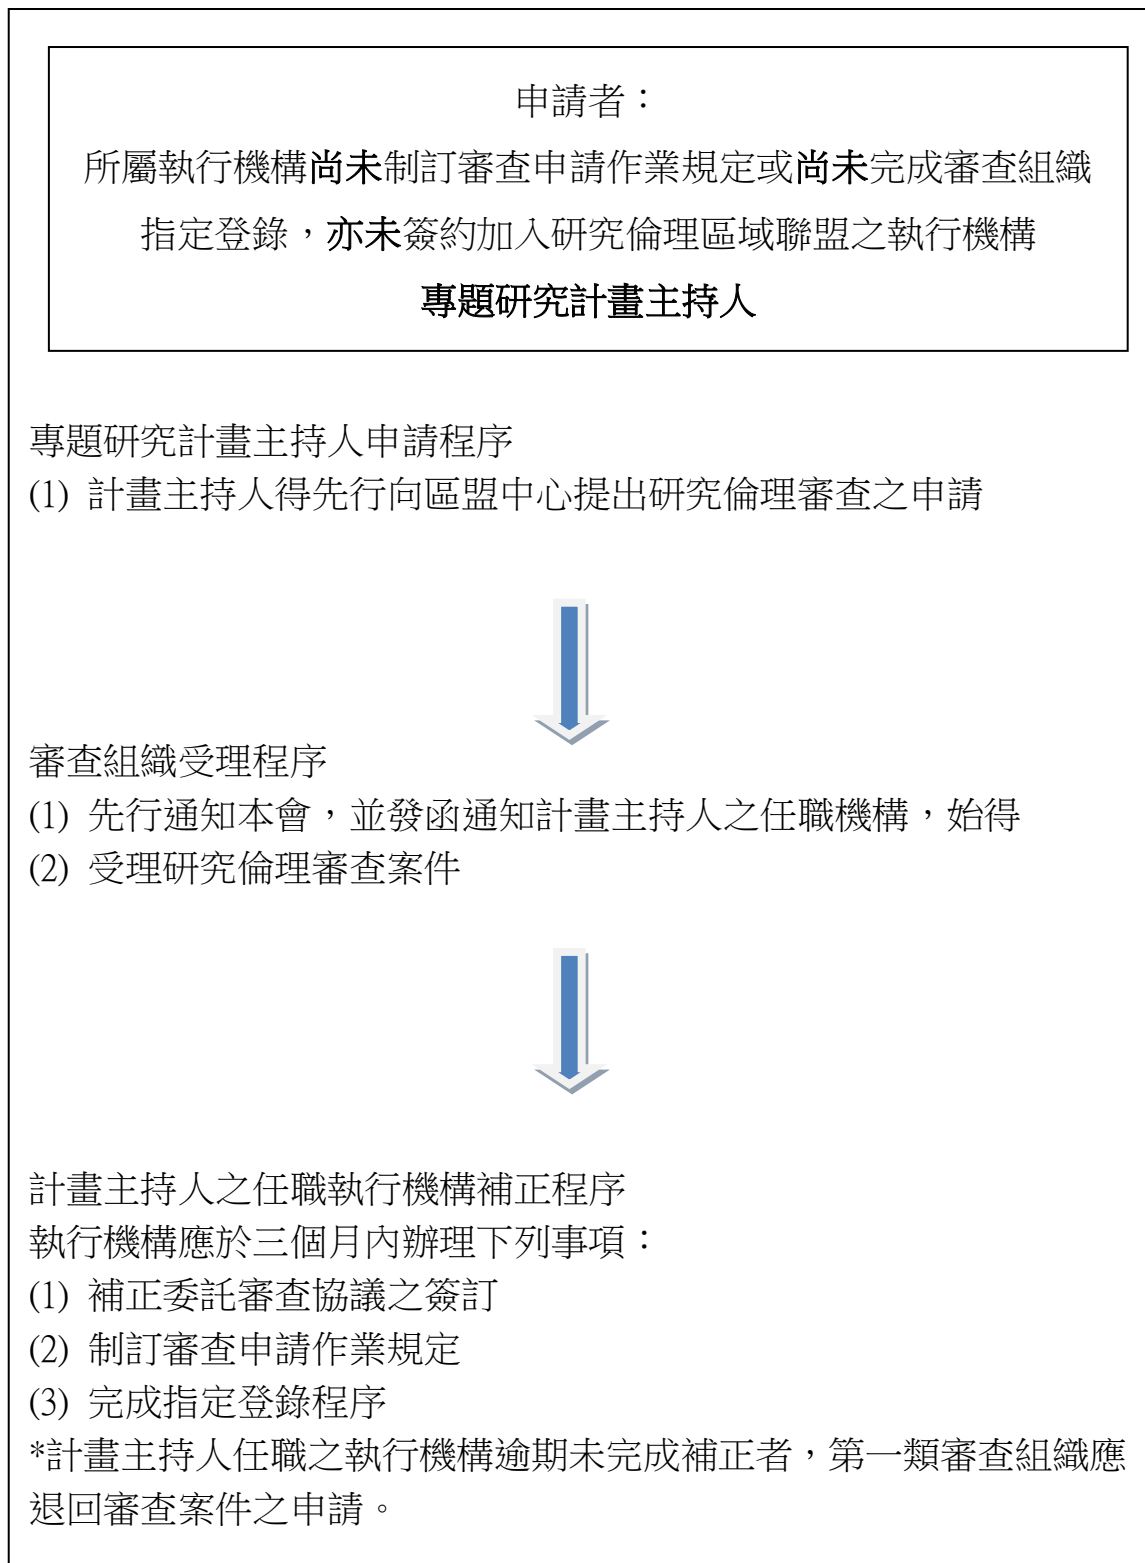 申請者：
所屬執行機構尚未制訂審查申請作業規定或尚未完成審查組織
指定登錄，亦未簽約加入研究倫理區域聯盟之執行機構
專題研究計畫主持人
專題研究計畫主持人申請程序
(1) 計畫主持人得先行向區盟中心提出研究倫理審查之申請
審查組織受理程序
(1) 先行通知本會，並發函通知計畫主持人之任職機構，始得
(2) 受理研究倫理審查案件
計畫主持人之任職執行機構補正程序
執行機構應於三個月內辦理下列事項：
(1) 補正委託審查協議之簽訂
(2) 制訂審查申請作業規定
(3) 完成指定登錄程序
*計畫主持人任職之執行機構逾期未完成補正者，第一類審查組織應
退回審查案件之申請。